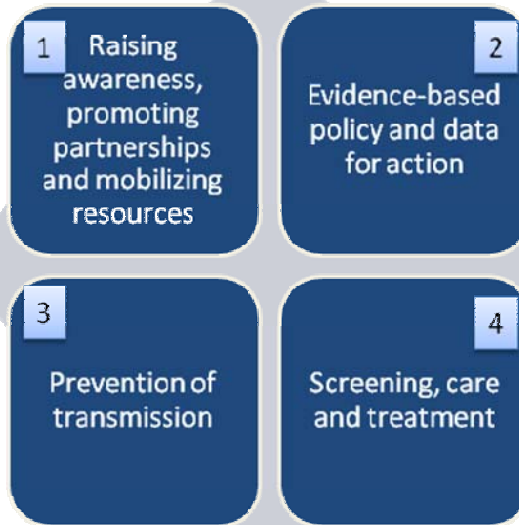 1
Raising
awareness,
promoting
partnerships
and mobilizing
resources
2
Evidence-based
policy and data
for action
3
Prevention of
transmission
4
Screening, care
and treatment